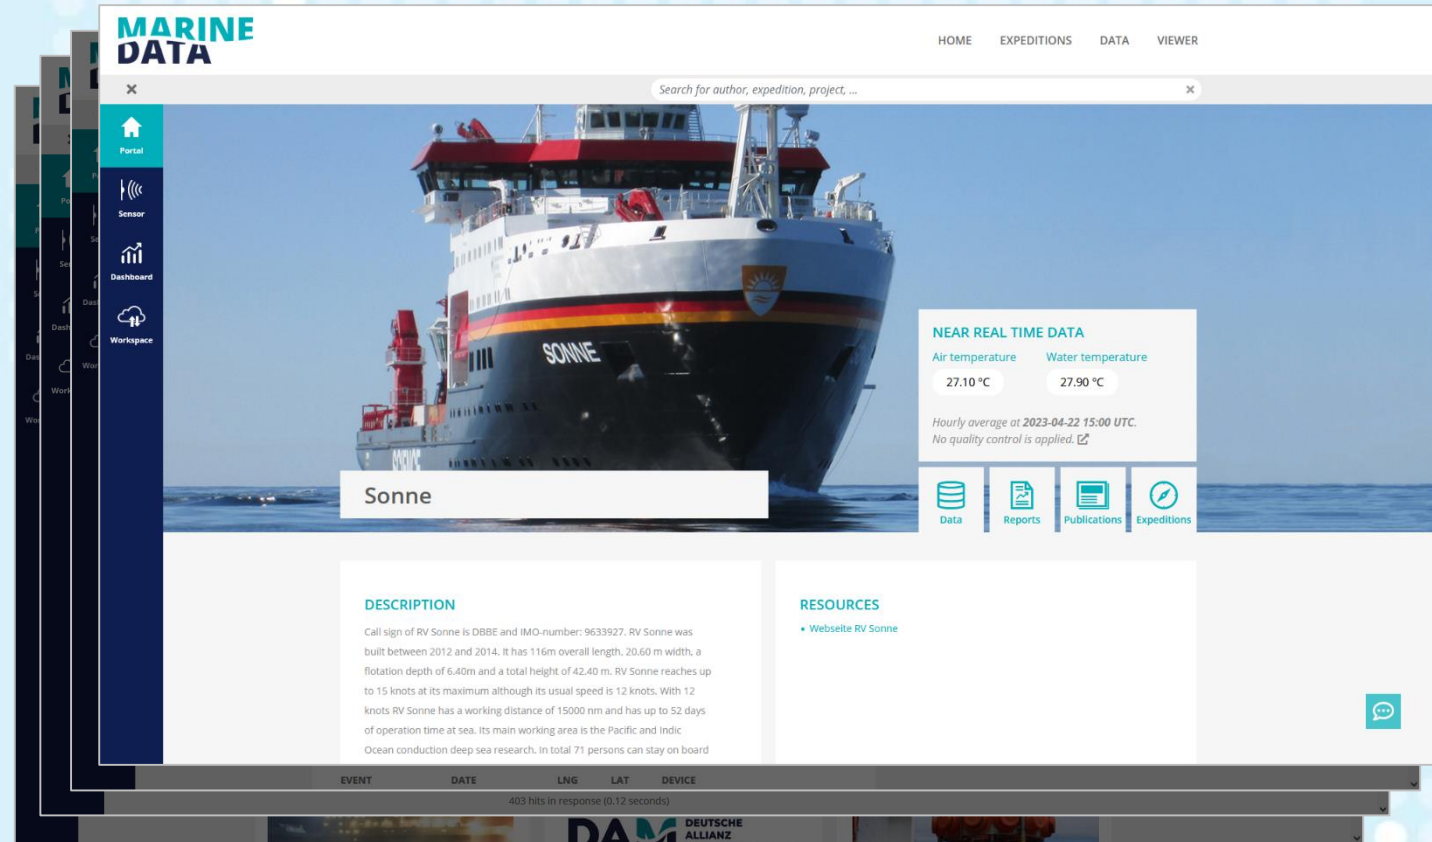 MARINE
DATA
HOME EXPEDITIONS DATA VIEWER
Search for author, expedition, project, ...
Portal
Sensor
Dashboard
Workspace
SONNE
NEAR REAL TIME DATA
Air temperature Water temperature
27.10 °C 27.90 °C
Hourly average at 2023-04-22 15:00 UTC.
No quality control is applied.
Sonne
Data Reports Publications Expeditions
DESCRIPTION
Call sign of RV Sonne is DBBE and IMO-number: 9633927. RV Sonne was
built between 2012 and 2014. It has 116m overall length, 20.60 m width, a
flotation depth of 6.40m and a total height of 42.40 m. RV Sonne reaches up
to 15 knots at its maximum although its usual speed is 12 knots. With 12
knots RV Sonne has a working distance of 15000 nm and has up to 52 days
of operation time at sea. Its main working area is the Pacific and Indic
Ocean conduction deep sea research. In total 71 persons can stay on board
RESOURCES
• Webseite RV Sonne
EVENT DATE LNG LAT DEVICE
403 hits in response (0.12 seconds)
DAM DEUTSCHE
ALLIANZ